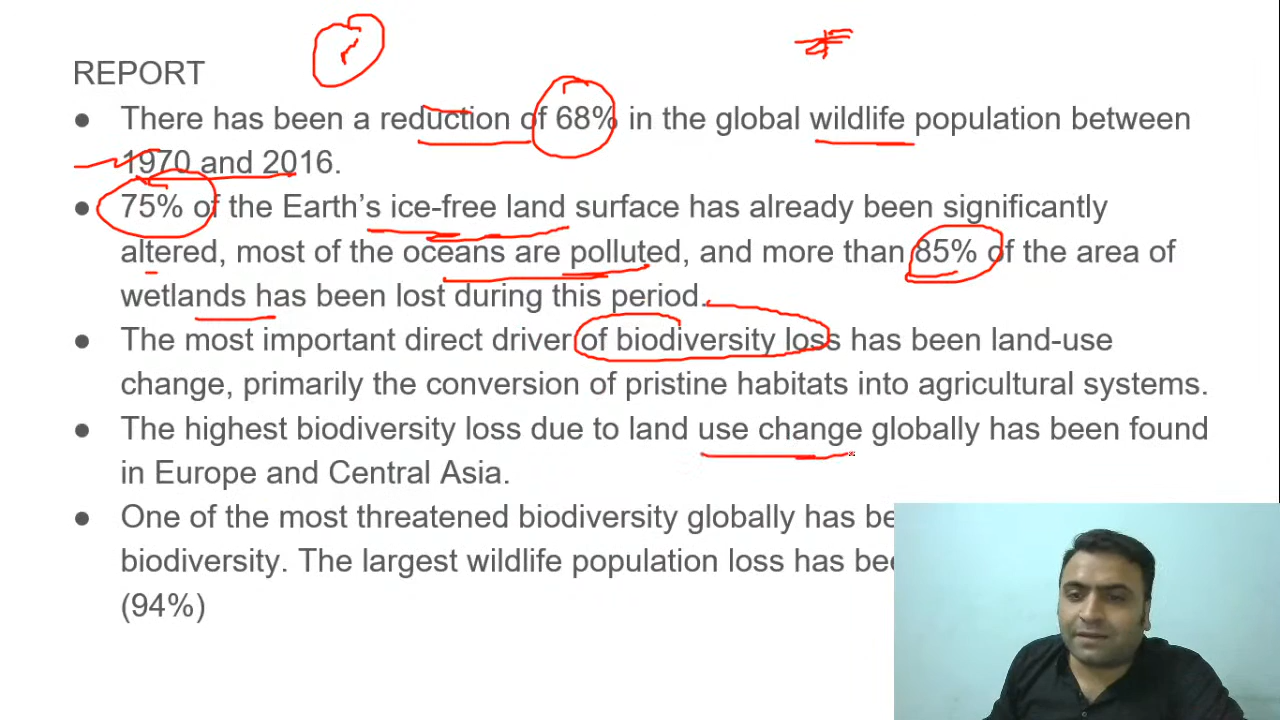 REPORT
● There has been a reduction of 68% in the global wildlife population between
1970 and 2016.
● 75% of the Earth's ice-free land surface has already been significantly
altered, most of the oceans are polluted, and more than 85% of the area of
wetlands has been lost during this period.
● The most important direct driver of biodiversity loss has been land-use
change, primarily the conversion of pristine habitats into agricultural systems.
● The highest biodiversity loss due to land use change globally has been found
in Europe and Central Asia.
● One of the most threatened biodiversity globally has
biodiversity. The largest wildlife population loss has
(94%)